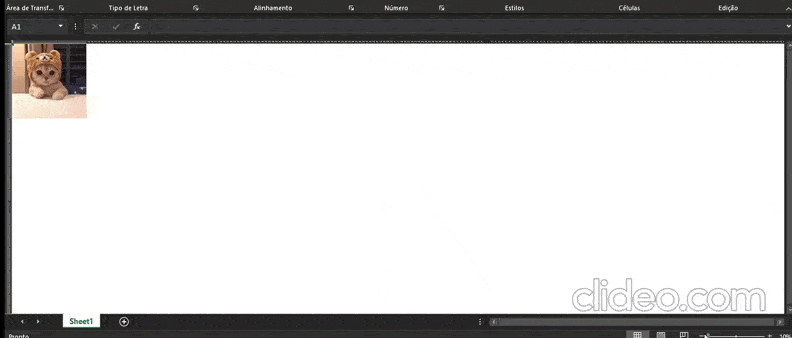 Área de Transf... Tipo de Letra Alinhamento Número Estilos Células Edição
A1 fx
clideo.com
Sheet1
Pronto 10%